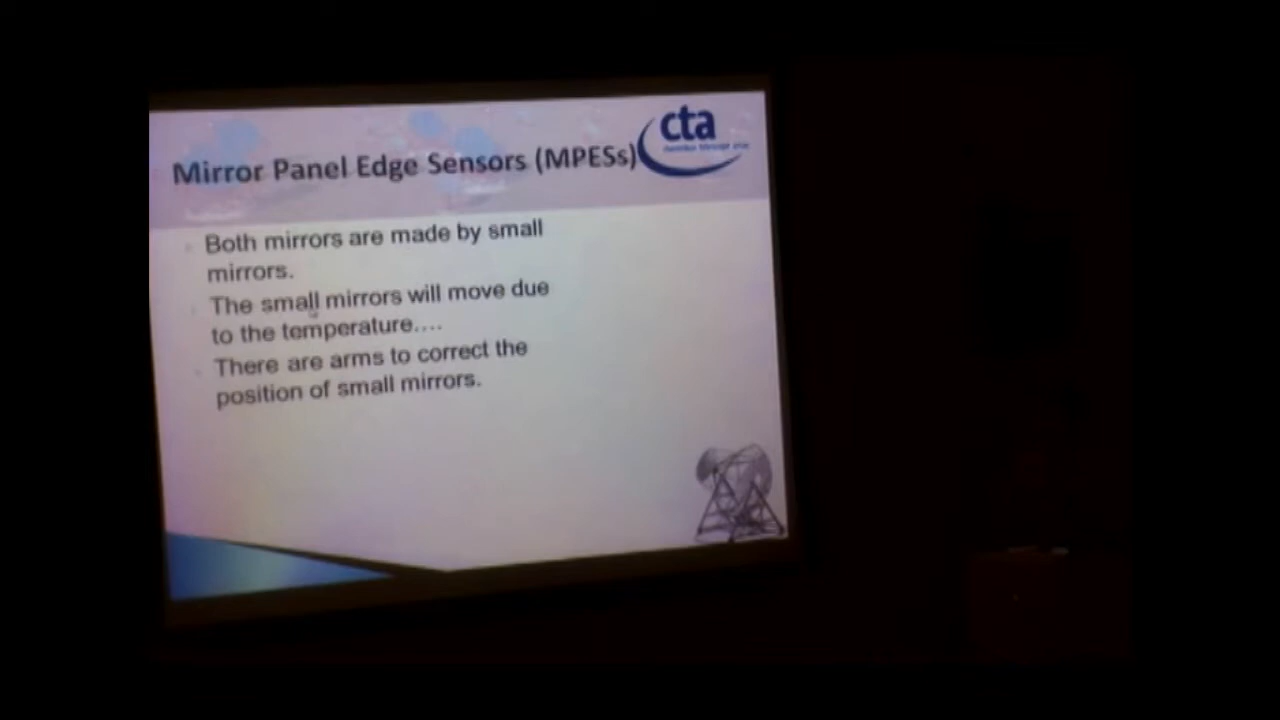 cta
Mirror Panel Edge Sensors (MPESs)
Both mirrors are made by small
mirrors.
The small mirrors will move due
to the temperature....
There are arms to correct the
position of small mirrors.